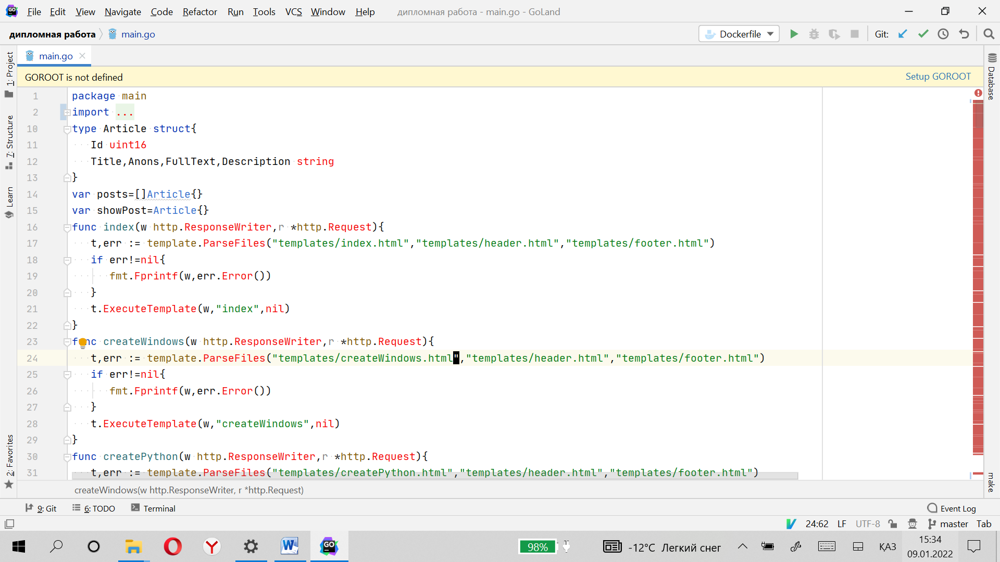 File Edit View Navigate Code Refactor Run Tools VCS Window Help дипломная работа - main.go - GoLand
дипломная работа main.go Dockerfile Git:
main.go
GOROOT is not defined Setup GOROOT
1: Project
7: Structure
Learn
2: Favorites
Database
make
1 package main
2 import ...
10 type Article struct{
11 Id uint16
12 Title,Anons,FullText,Description string
13 }
14 var posts=[]Article{}
15 var showPost=Article{}
16 func index(w http.ResponseWriter,r *http.Request){
17 t,err := template.ParseFiles("templates/index.html","templates/header.html","templates/footer.html")
18 if err!=nil{
19 fmt.Fprintf(w,err.Error())
20 }
21 t.ExecuteTemplate(w,"index",nil)
22 }
23 func createWindows(w http.ResponseWriter,r *http.Request){
24 t,err := template.ParseFiles("templates/createWindows.html","templates/header.html","templates/footer.html")
25 if err!=nil{
26 fmt.Fprintf(w,err.Error())
27 }
28 t.ExecuteTemplate(w,"createWindows",nil)
29 }
30 func createPython(w http.ResponseWriter,r *http.Request){
31 t,err := template.ParseFiles("templates/createPython.html","templates/header.html","templates/footer.html")
createWindows(w http.ResponseWriter, r *http.Request)
9: Git 6: TODO Terminal Event Log
24:62 LF UTF-8 master Tab
98% -12°C Легкий снег ҚАЗ 15:34
09.01.2022